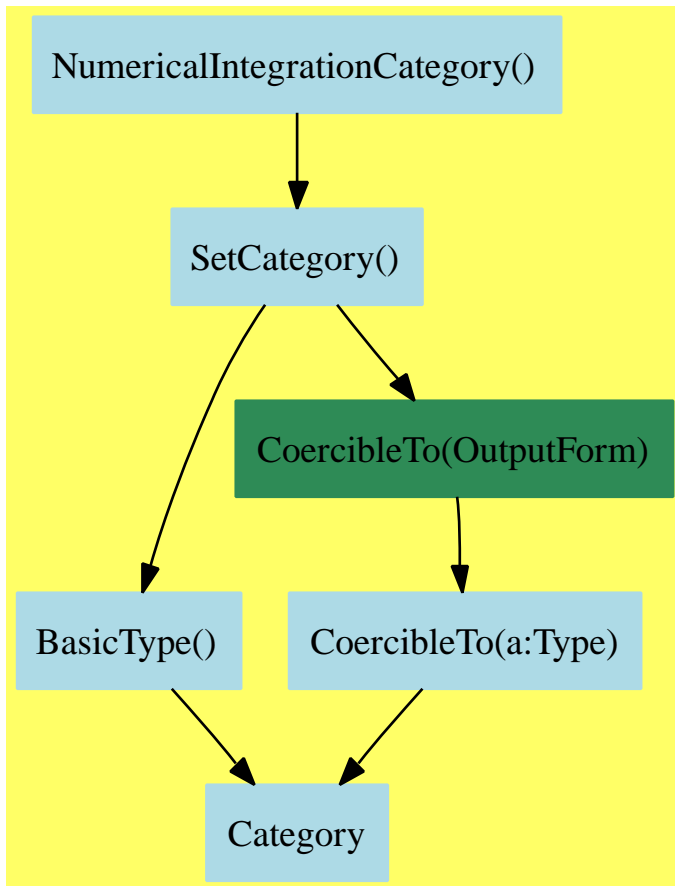 NumericalIntegrationCategory()
SetCategory()
CoercibleTo(OutputForm)
BasicType()
CoercibleTo(a:Type)
Category